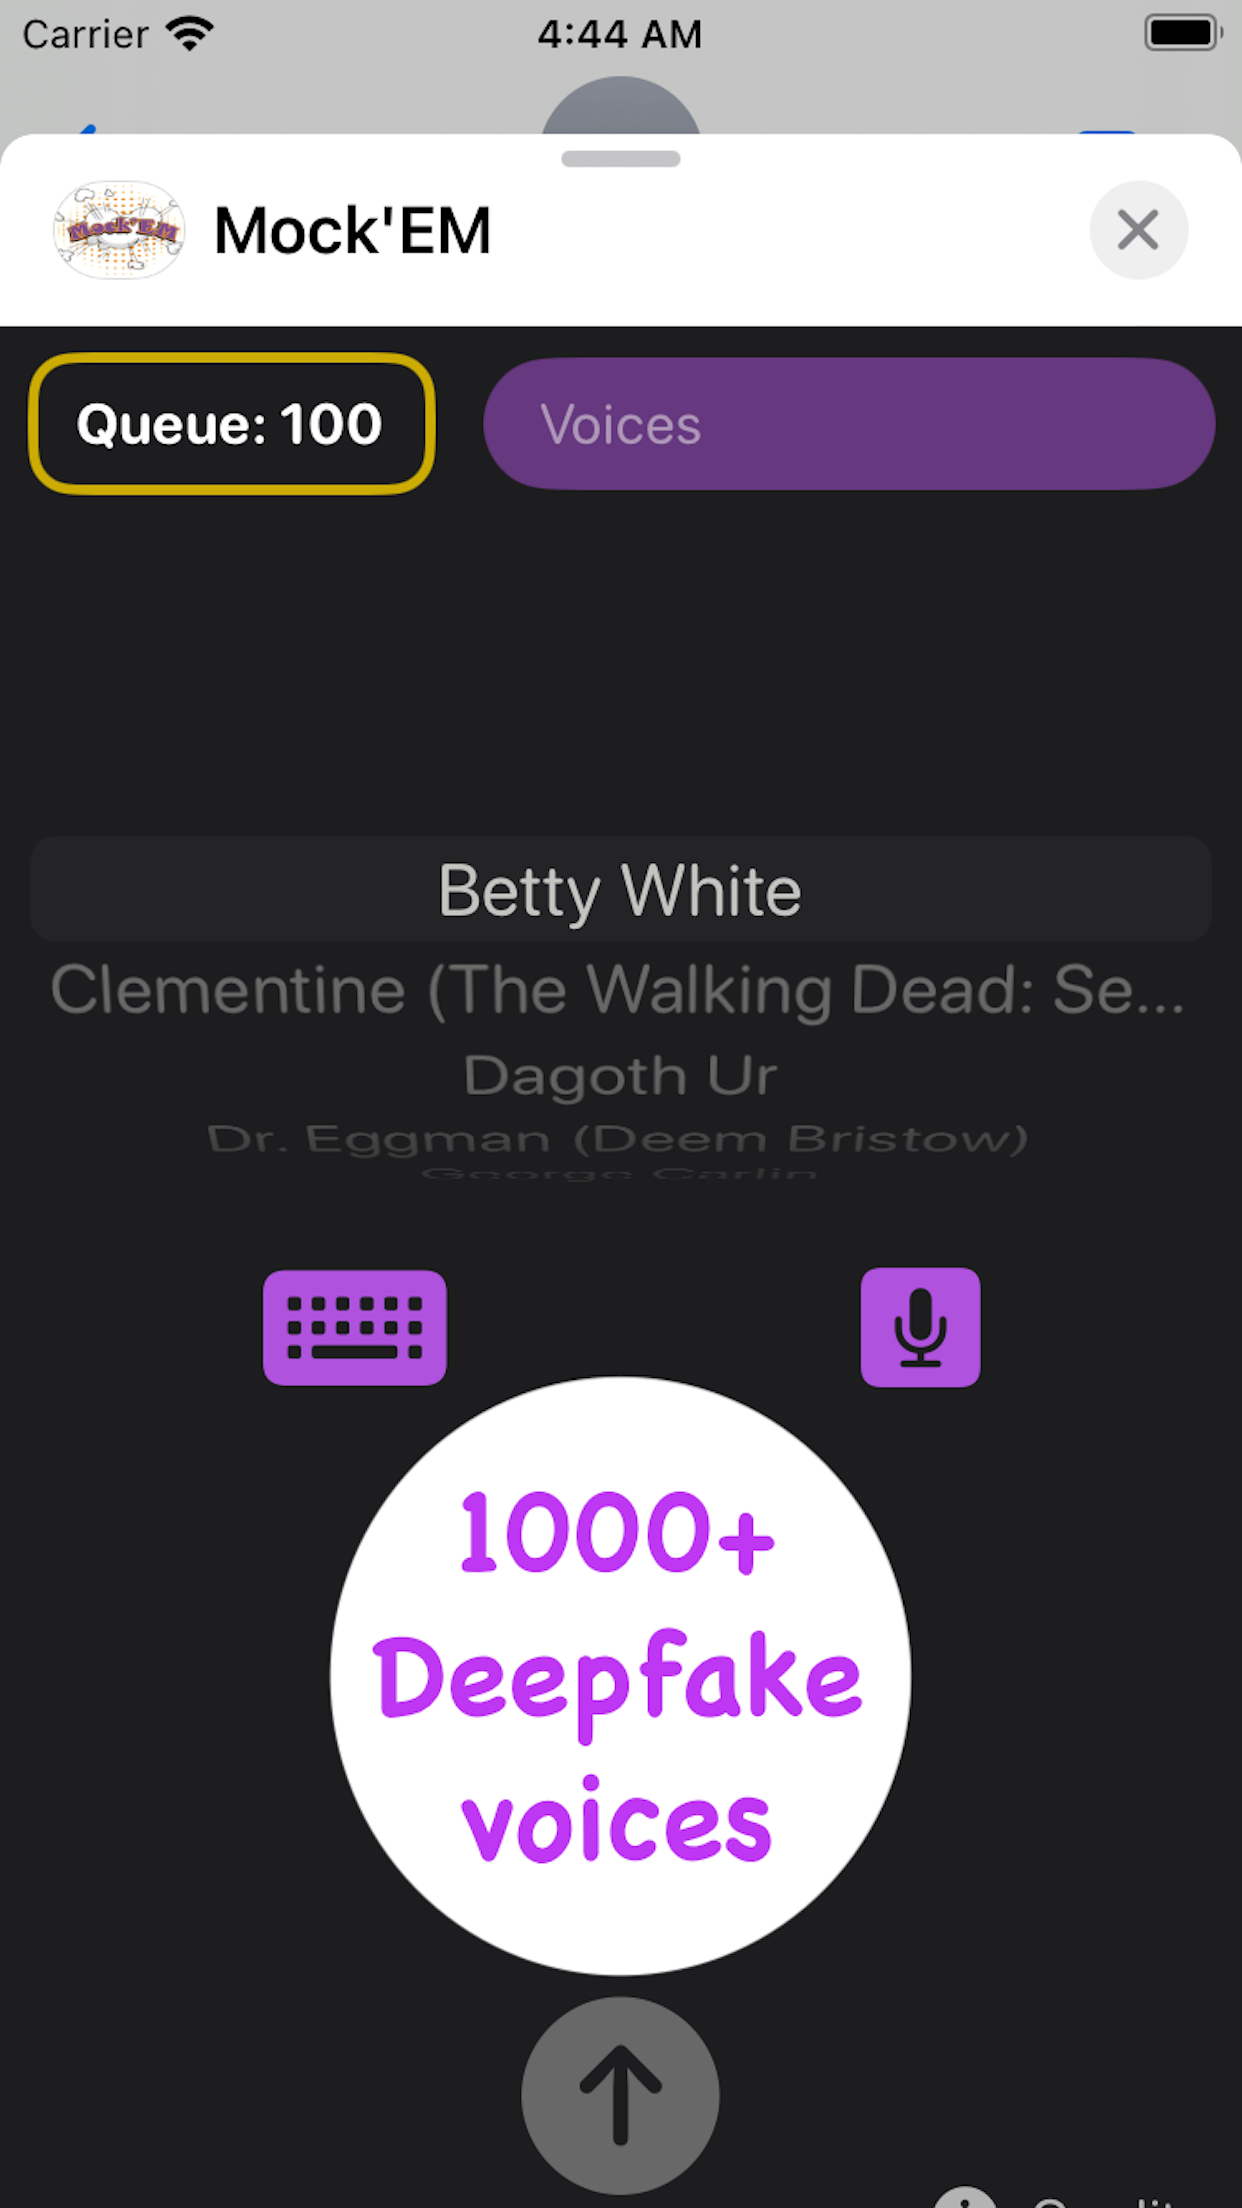 Carrier 4:44 AM
Mock'EM
Mock'EM
Queue: 100
Voices
Betty White
Clementine (The Walking Dead: Se...
Dagoth Ur
Dr. Eggman (Deem Bristow)
George Carlin
1000+
Deepfake
voices